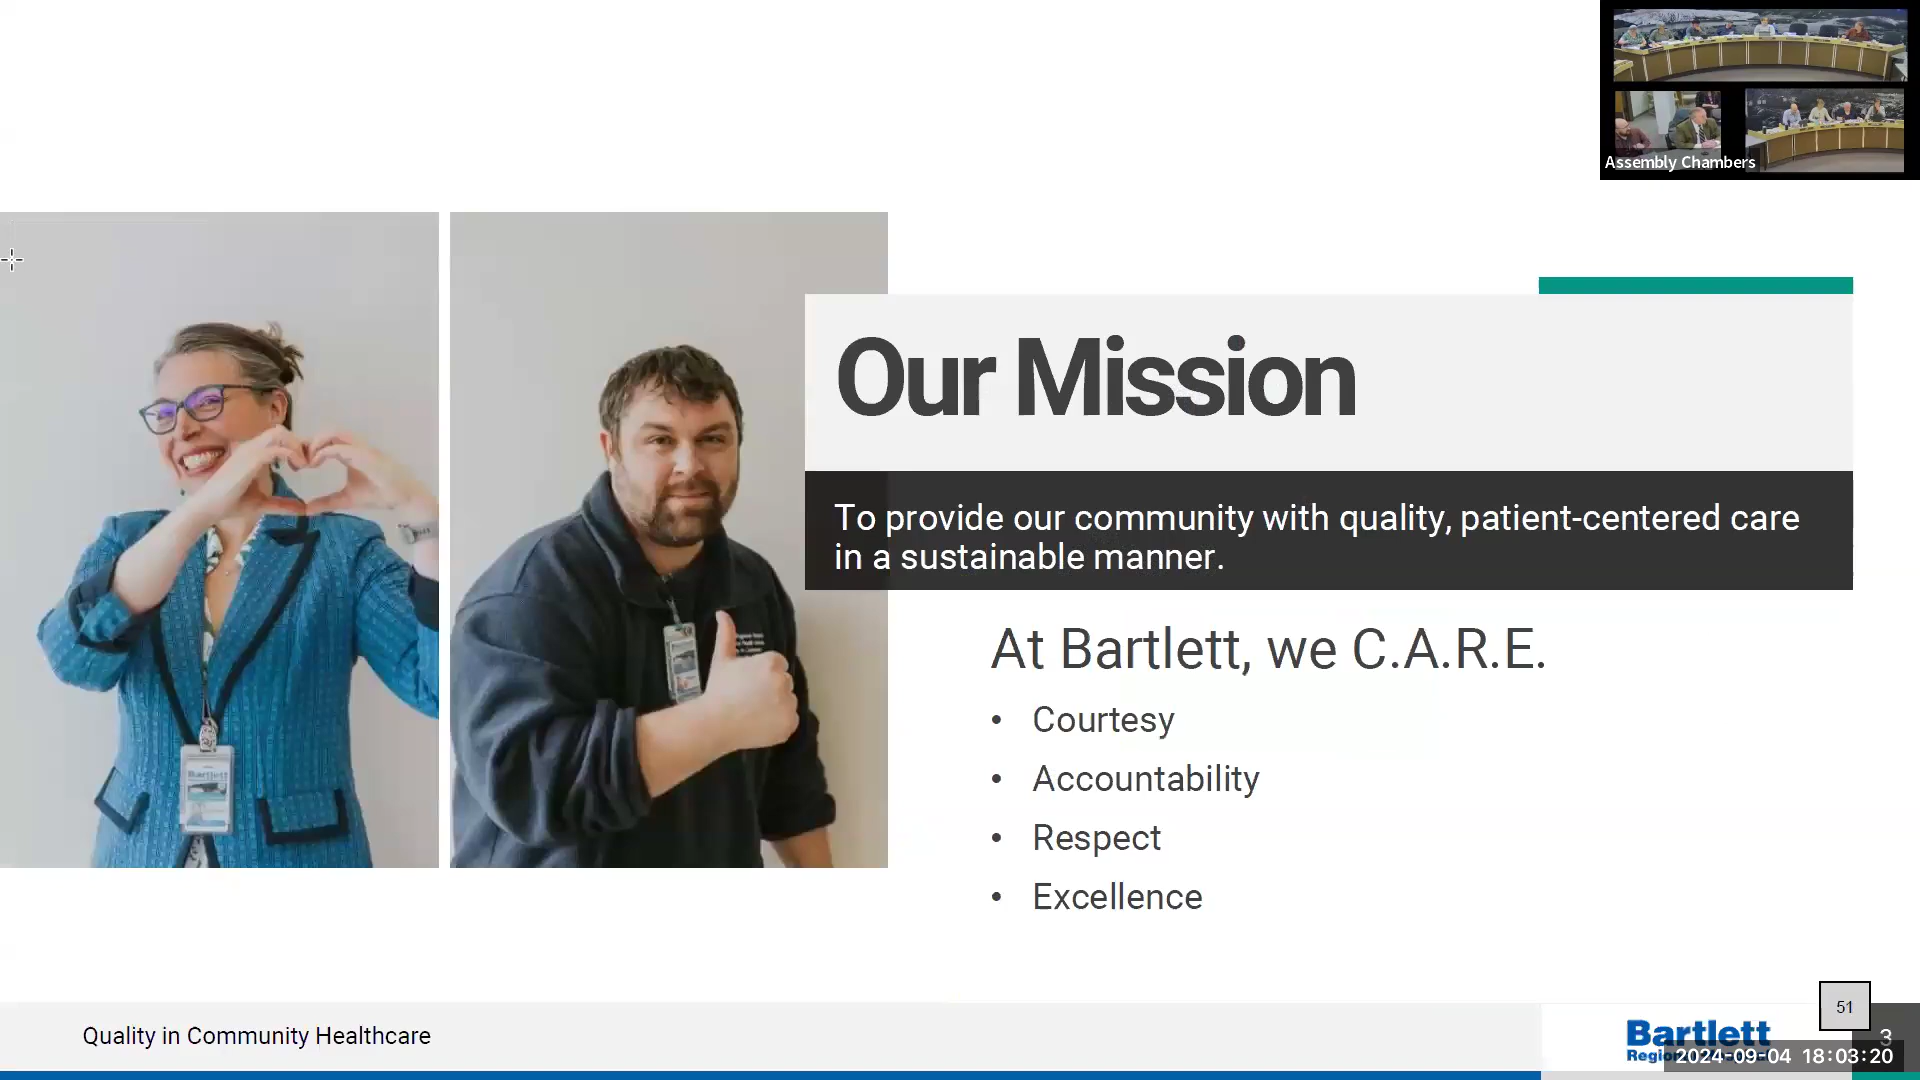 Assembly Chambers
Our Mission
To provide our community with quality, patient-centered care
in a sustainable manner.
At Bartlett, we C.A.R.E.
• Courtesy
• Accountability
• Respect
• Excellence
Bartlett
Quality in Community Healthcare
51
Bartlett
3
2024-09-04 18:03:20